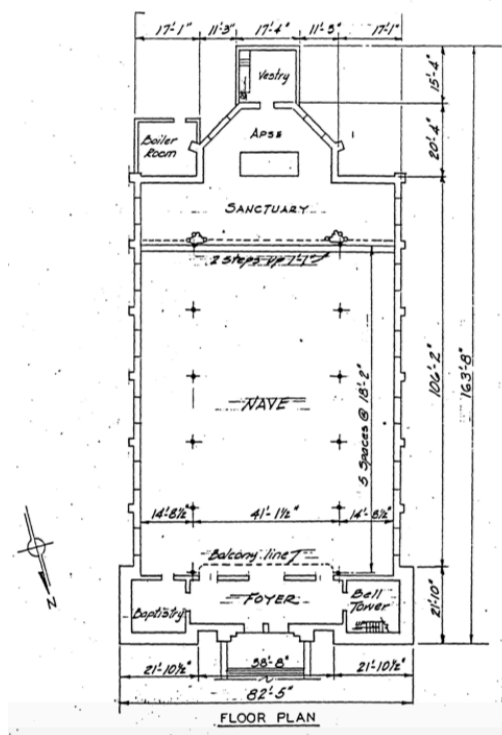 17'-1" 11'-3" 17'-4" 11'-3" 17'-1"
Vestry
15'-4"
APSE
20'-4"
Boiler
Room
SANCTUARY
2 Steps up 1'-1"
NAVE
5 Spaces @ 18'-2"
106'-2"
163'-8"
14'-8½" 41'-1½" 14'-8½"
Balcony line
FOYER
Baptistry
Bell
Tower
21'-10"
N
21'-10½" 38'-8" 21'-10½"
82'-5"
FLOOR PLAN